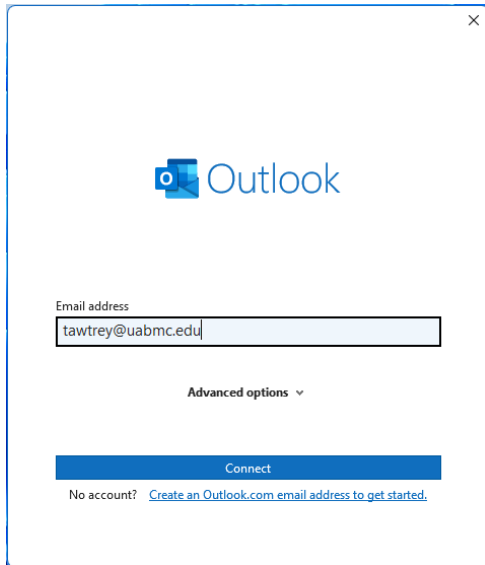 Outlook
Email address
tawtrey@uabmc.edu
Advanced options
Connect
No account? Create an Outlook.com email address to get started.